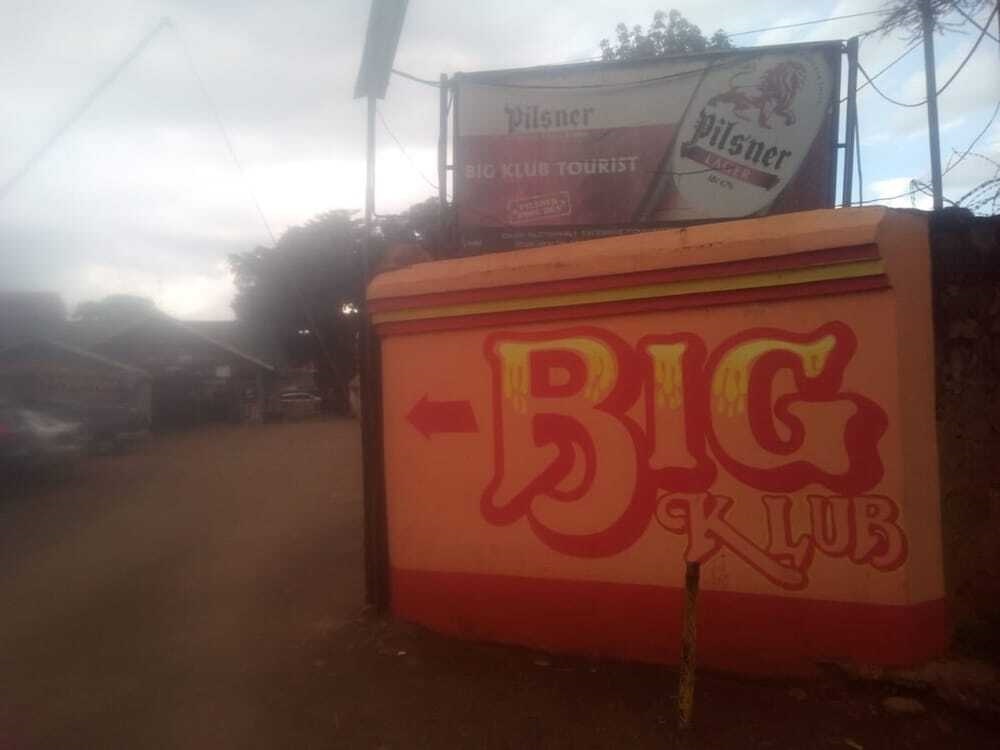 Pilsner
BIG KLUB TOURIST
Pilsner
LAGER
BIG
KLUB